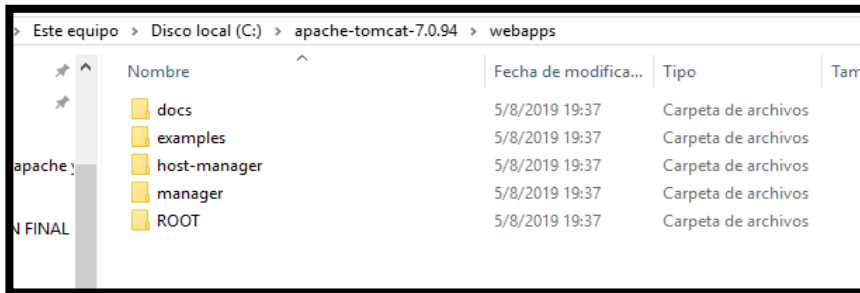 > Este equipo > Disco local (C:) > apache-tomcat-7.0.94 > webapps
Nombre Fecha de modifica... Tipo Tam
docs 5/8/2019 19:37 Carpeta de archivos
examples 5/8/2019 19:37 Carpeta de archivos
apache y host-manager 5/8/2019 19:37 Carpeta de archivos
manager 5/8/2019 19:37 Carpeta de archivos
N FINAL ROOT 5/8/2019 19:37 Carpeta de archivos